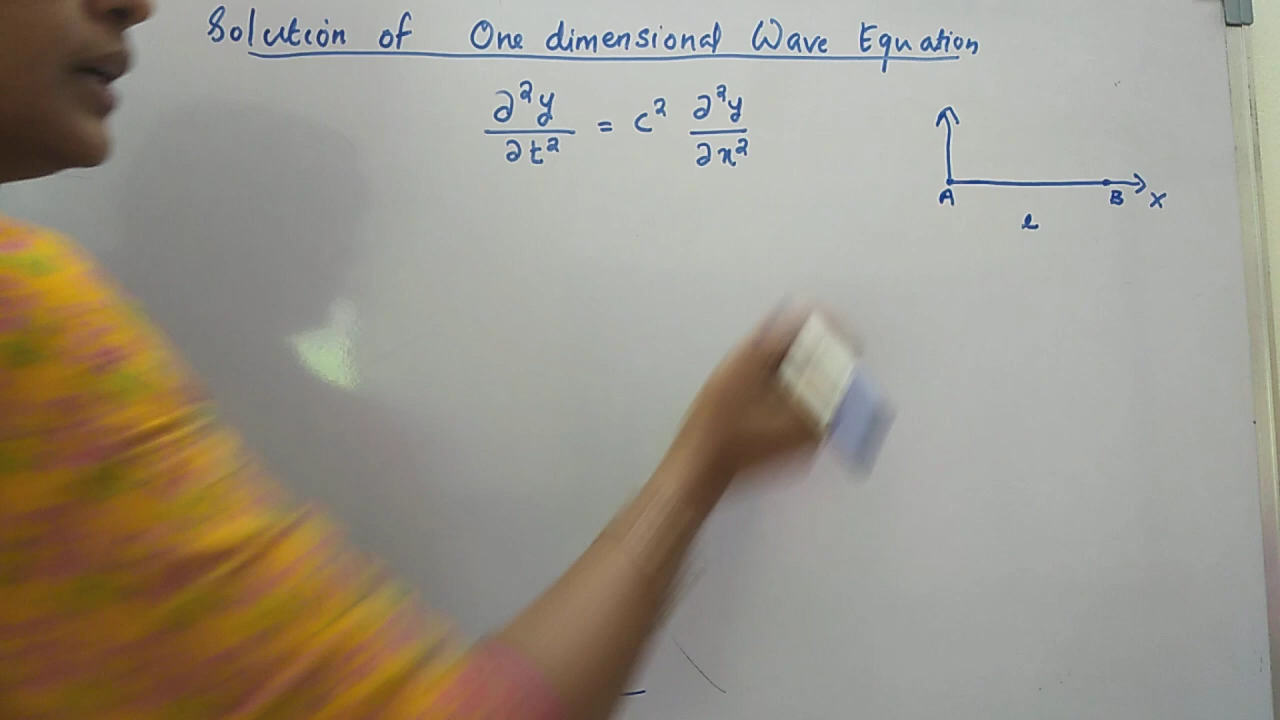 Solution of One dimensional Wave Equation
∂²y/∂t² = c² ∂²y/∂x²
A B x
l